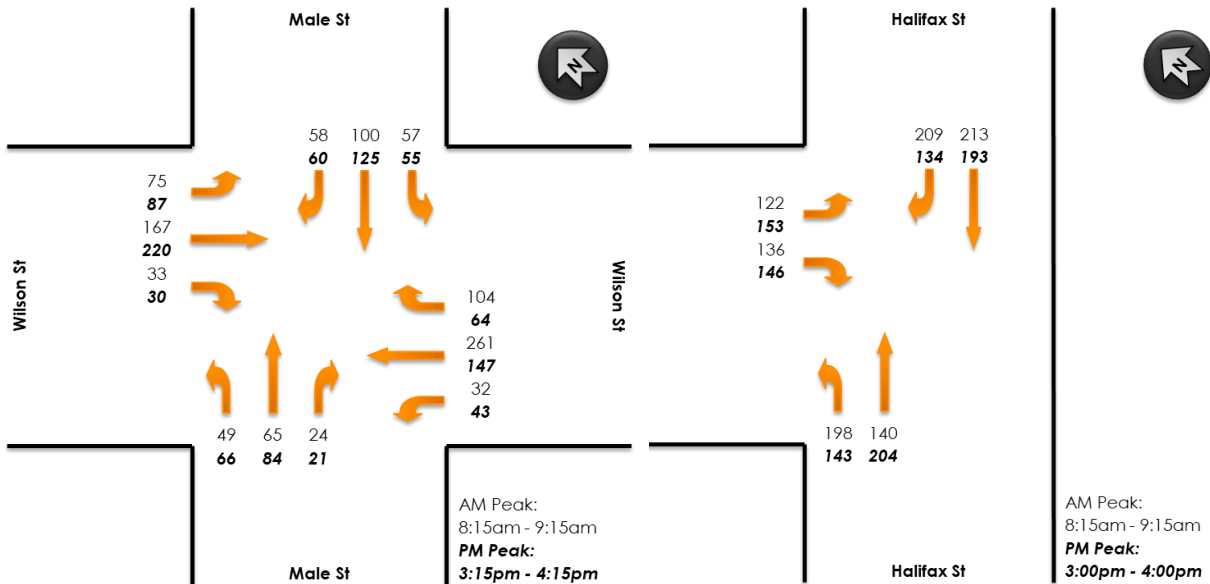 Male St
N
58 100 57
60 125 55
75
87
167
220
33
30
Wilson St
Wilson St
104
64
261
147
32
43
49 65 24
66 84 21
AM Peak:
8:15am - 9:15am
PM Peak:
3:15pm - 4:15pm
Male St
Halifax St
N
209 213
134 193
122
153
136
146
198 140
143 204
AM Peak:
8:15am - 9:15am
PM Peak:
3:00pm - 4:00pm
Halifax St